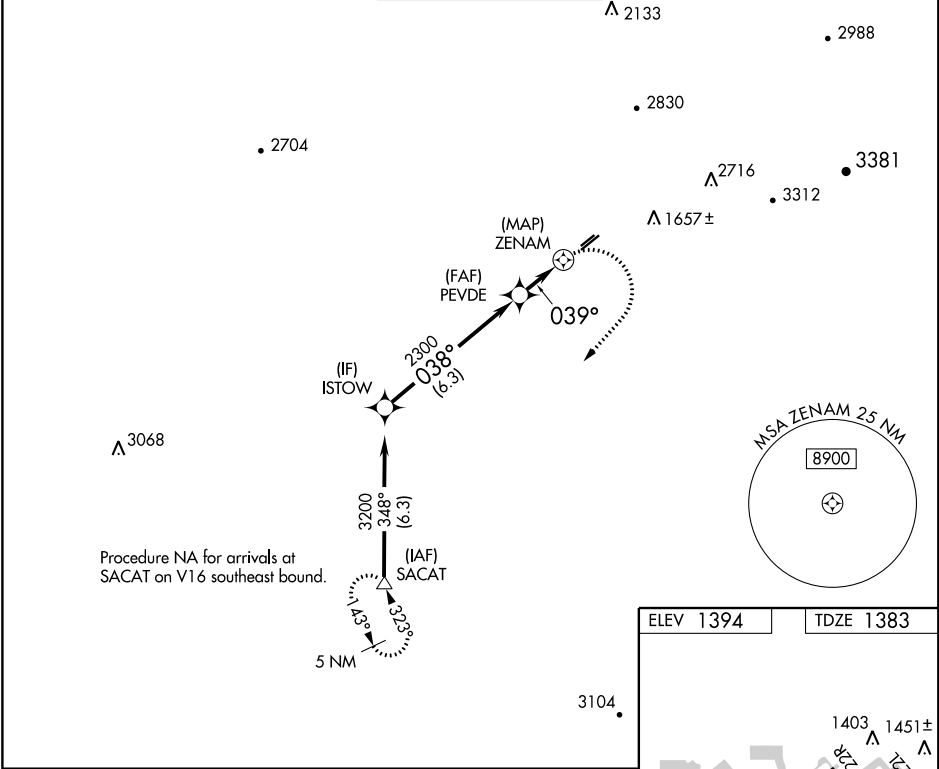 2133
2988
2830
2704
3381
2716
3312
1657±
(MAP)
ZENAM
(FAF)
PEVDE
039°
2300
038°
(6.3)
(IF)
ISTOW
MSA ZENAM 25 NM
8900
3068
3200
348°
(6.3)
Procedure NA for arrivals at
SACAT on V16 southeast bound.
(IAF)
SACAT
143°
323°
5 NM
ELEV 1394
TDZE 1383
3104
1403
1451±
22R
22L